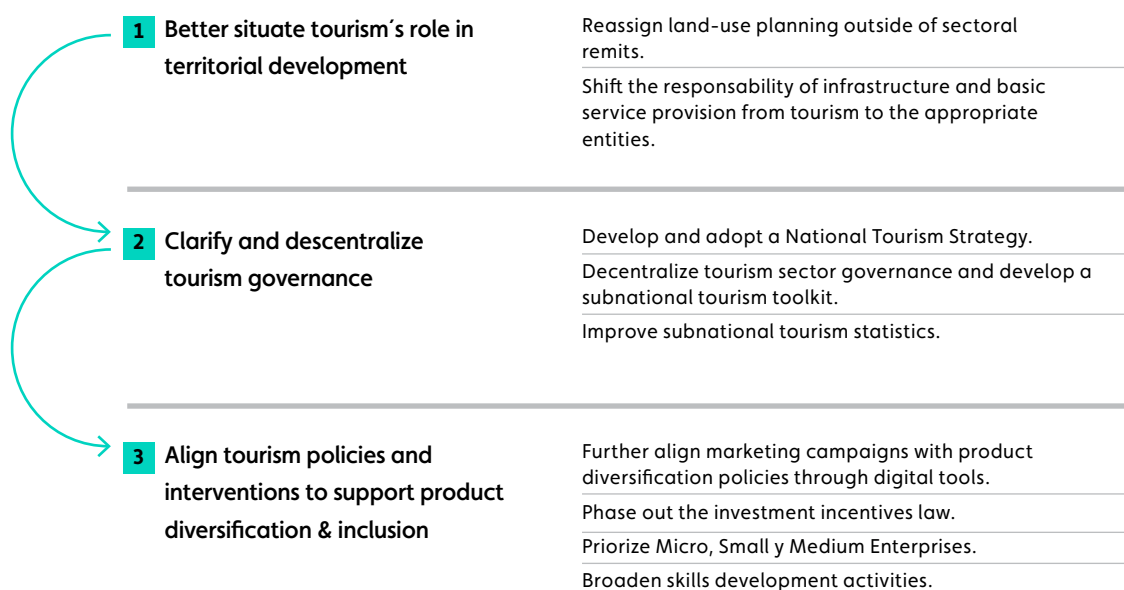 1 Better situate tourism´s role in
territorial development
Reassign land-use planning outside of sectoral
remits.
Shift the responsability of infrastructure and basic
service provision from tourism to the appropriate
entities.
2 Clarify and descentralize
tourism governance
Develop and adopt a National Tourism Strategy.
Decentralize tourism sector governance and develop a
subnational tourism toolkit.
Improve subnational tourism statistics.
3 Align tourism policies and
interventions to support product
diversification & inclusion
Further align marketing campaigns with product
diversification policies through digital tools.
Phase out the investment incentives law.
Priorize Micro, Small y Medium Enterprises.
Broaden skills development activities.